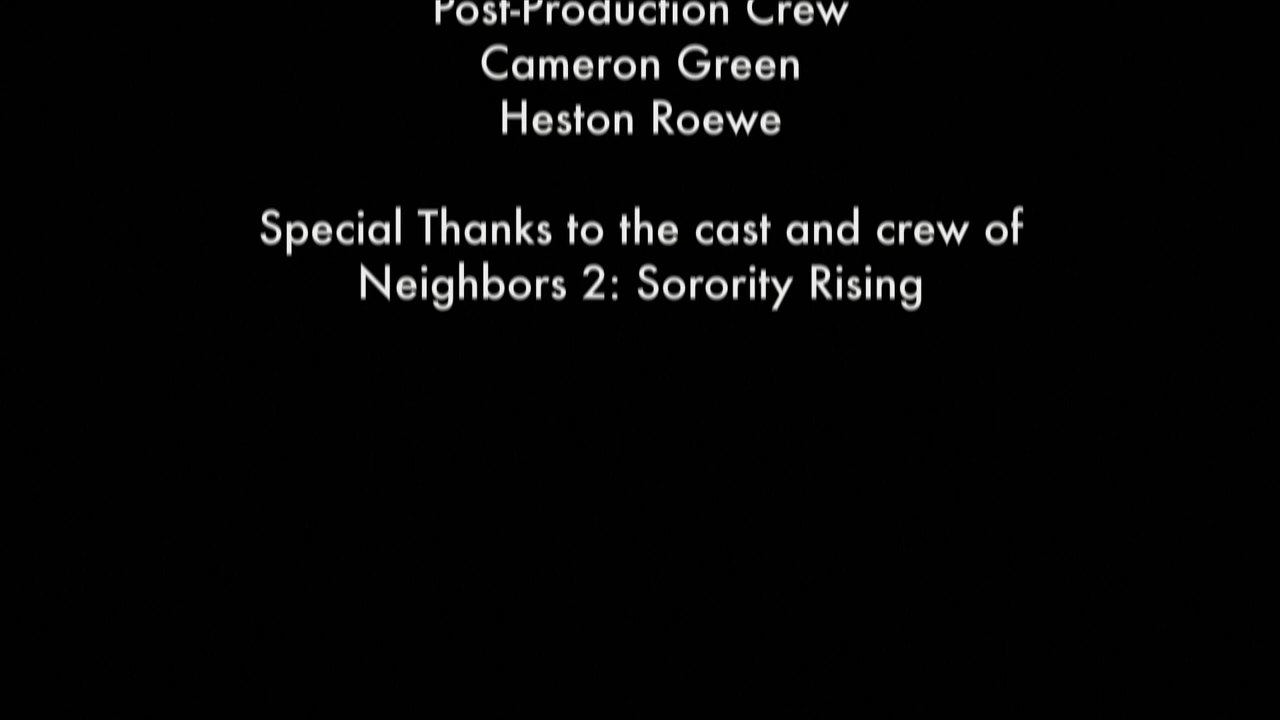 Post-Production Crew
Cameron Green
Heston Roewe
Special Thanks to the cast and crew of
Neighbors 2: Sorority Rising